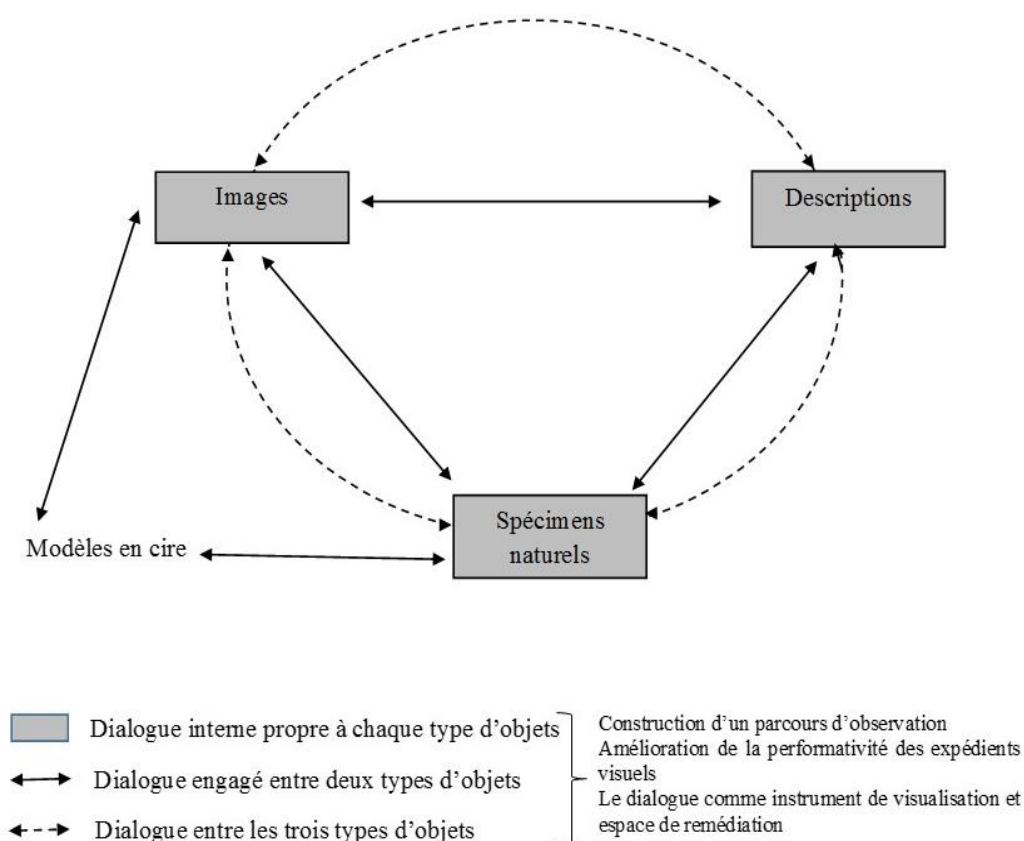 Images
Descriptions
Spécimens
naturels
Modèles en cire
Dialogue interne propre à chaque type d’objets
Dialogue engagé entre deux types d’objets
Dialogue entre les trois types d’objets
Construction d’un parcours d’observation
Amélioration de la performativité des expédients
visuels
Le dialogue comme instrument de visualisation et
espace de remédiation